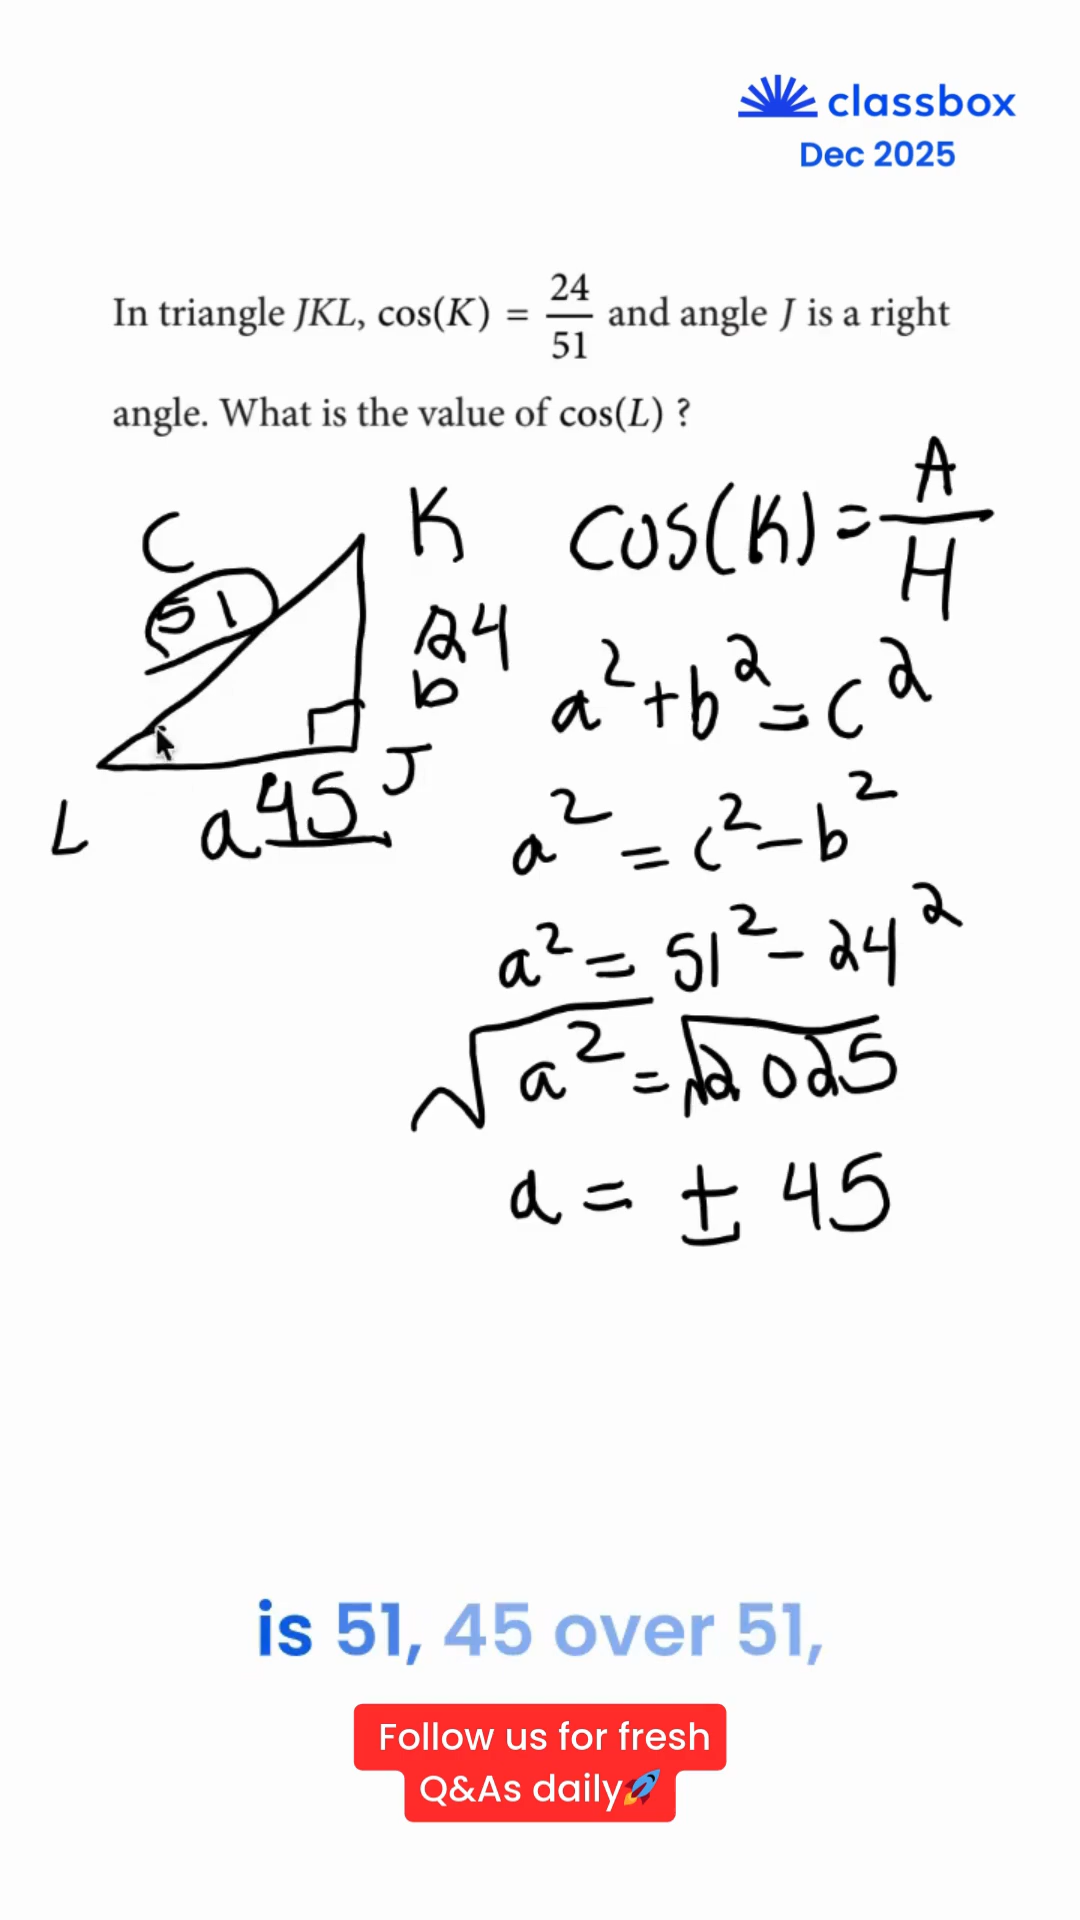 classbox
Dec 2025
In triangle JKL, cos(K) = 24/51 and angle J is a right
angle. What is the value of cos(L) ?
C
K
cos(K) = A/H
51
24
b
a² + b² = c²
J
L
a 45
a² = c² − b²
a² = 51² − 24²
√a² = √2025
a = ± 45
is 51, 45 over 51,
Follow us for fresh
Q&As daily🚀